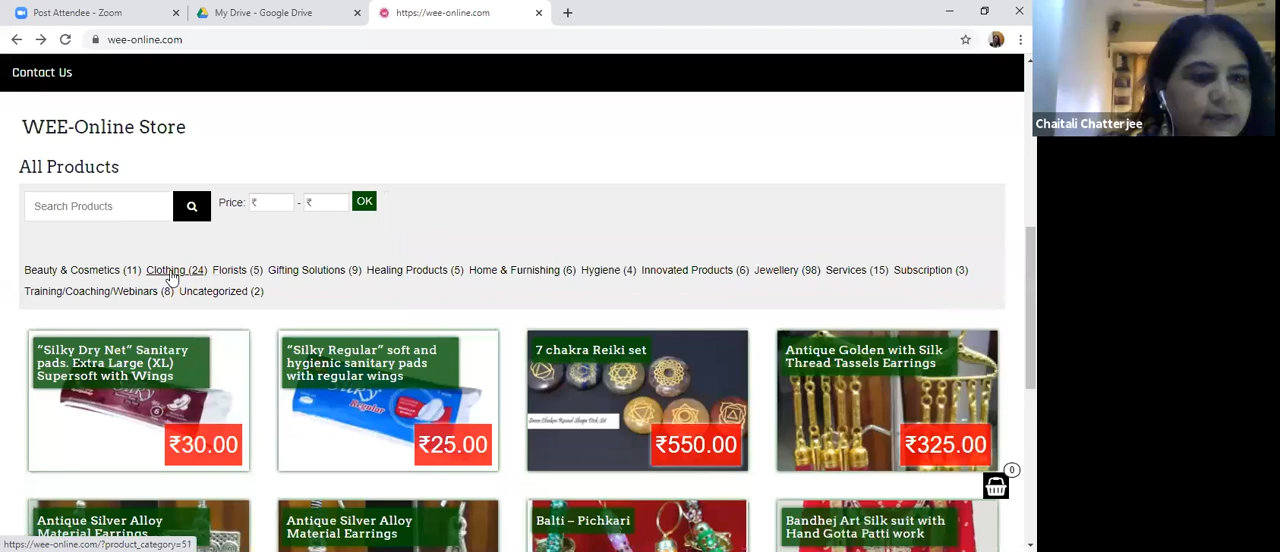 Post Attendee - Zoom
My Drive - Google Drive
https://wee-online.com
wee-online.com
Contact Us
Chaitali Chatterjee
WEE-Online Store
All Products
Search Products
Price: ₹ - ₹ OK
Beauty & Cosmetics (11) Clothing (24) Florists (5) Gifting Solutions (9) Healing Products (5) Home & Furnishing (6) Hygiene (4) Innovated Products (6) Jewellery (98) Services (15) Subscription (3)
Training/Coaching/Webinars (8) Uncategorized (2)
“Silky Dry Net” Sanitary
pads. Extra Large (XL)
Supersoft with Wings
₹30.00
“Silky Regular” soft and
hygienic sanitary pads
with regular wings
Regular
₹25.00
7 chakra Reiki set
₹550.00
Antique Golden with Silk
Thread Tassels Earrings
₹325.00
0
Antique Silver Alloy
Material Earrings
Antique Silver Alloy
Material Earrings
Balti – Pichkari
Bandhej Art Silk suit with
Hand Gotta Patti work
https://wee-online.com/?product_category=51